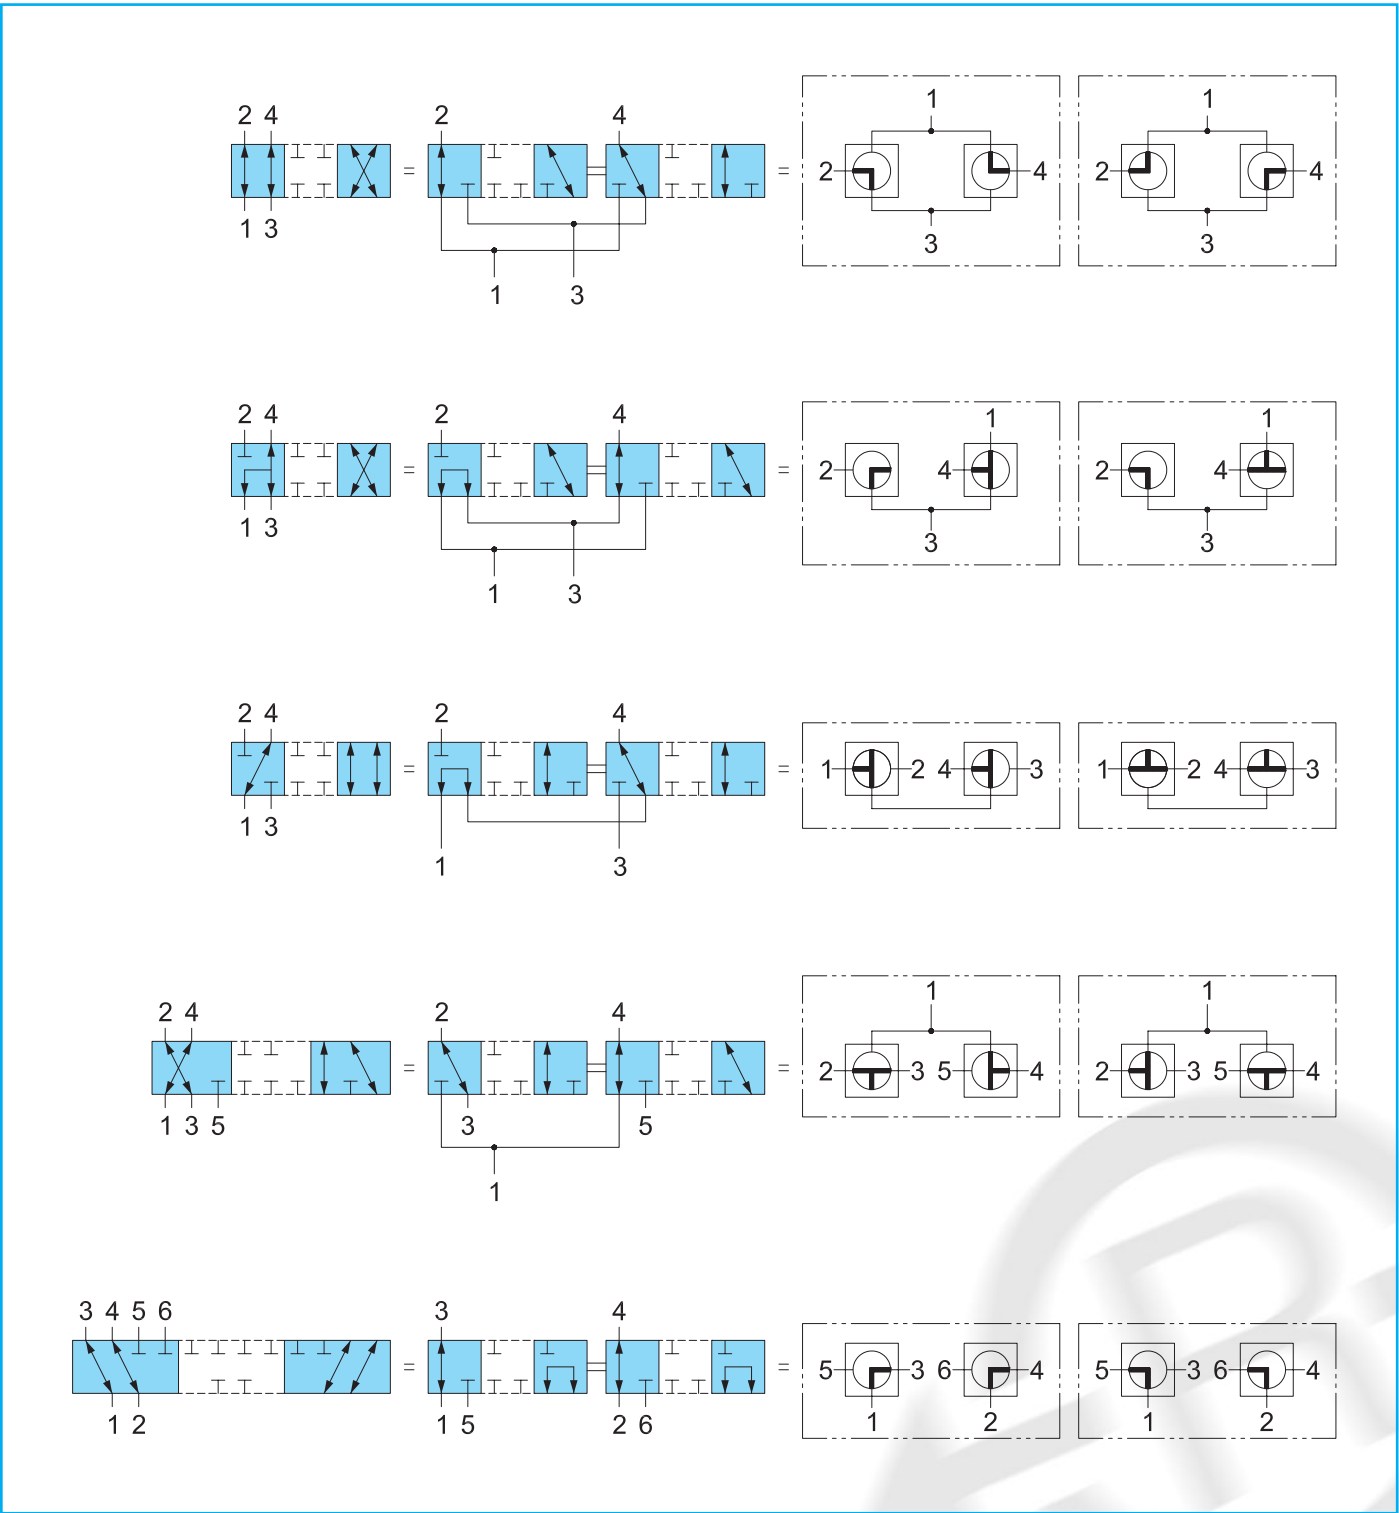 2 4 2 4 1 1
= = 2 4 2 4
1 3 3 3
1 3
2 4 2 4 1 1
= = 2 4 2 4
1 3 3 3
1 3
2 4 2 4
= = 1 2 4 3 1 2 4 3
1 3
1 3
2 4 2 4 1 1
= = 2 3 5 4 2 3 5 4
1 3 5 3 5
1
3 4 5 6 3 4
= = 5 3 6 4 5 3 6 4
1 2 1 5 2 6 1 2 1 2